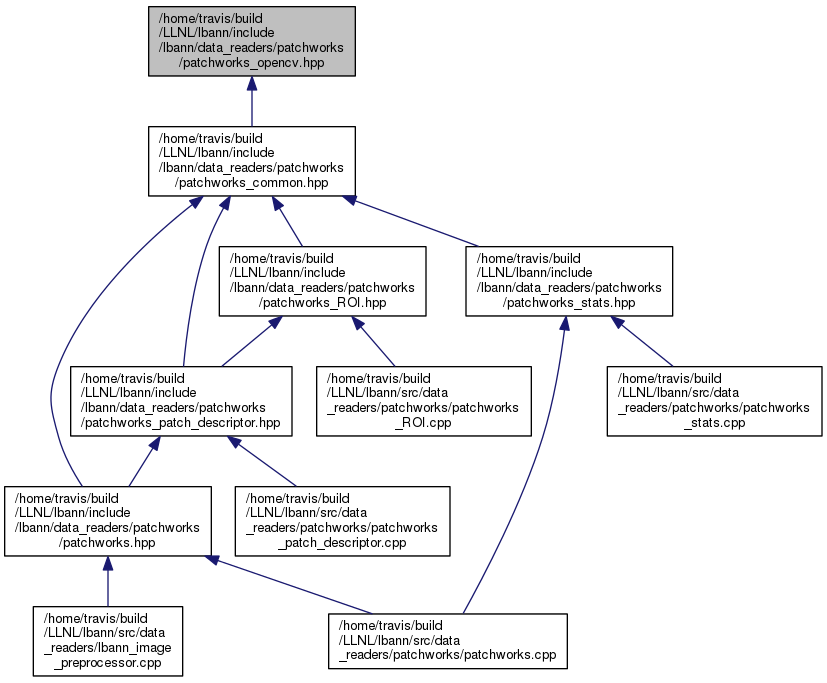 /home/travis/build
/LLNL/lbann/include
/lbann/data_readers/patchworks
/patchworks_opencv.hpp
/home/travis/build
/LLNL/lbann/include
/lbann/data_readers/patchworks
/patchworks_common.hpp
/home/travis/build
/LLNL/lbann/include
/lbann/data_readers/patchworks
/patchworks_ROI.hpp
/home/travis/build
/LLNL/lbann/include
/lbann/data_readers/patchworks
/patchworks_stats.hpp
/home/travis/build
/LLNL/lbann/include
/lbann/data_readers/patchworks
/patchworks_patch_descriptor.hpp
/home/travis/build
/LLNL/lbann/src/data
_readers/patchworks/patchworks
_ROI.cpp
/home/travis/build
/LLNL/lbann/src/data
_readers/patchworks/patchworks
_stats.cpp
/home/travis/build
/LLNL/lbann/include
/lbann/data_readers/patchworks
/patchworks.hpp
/home/travis/build
/LLNL/lbann/src/data
_readers/patchworks/patchworks
_patch_descriptor.cpp
/home/travis/build
/LLNL/lbann/src/data
_readers/lbann_image
_preprocessor.cpp
/home/travis/build
/LLNL/lbann/src/data
_readers/patchworks/patchworks.cpp